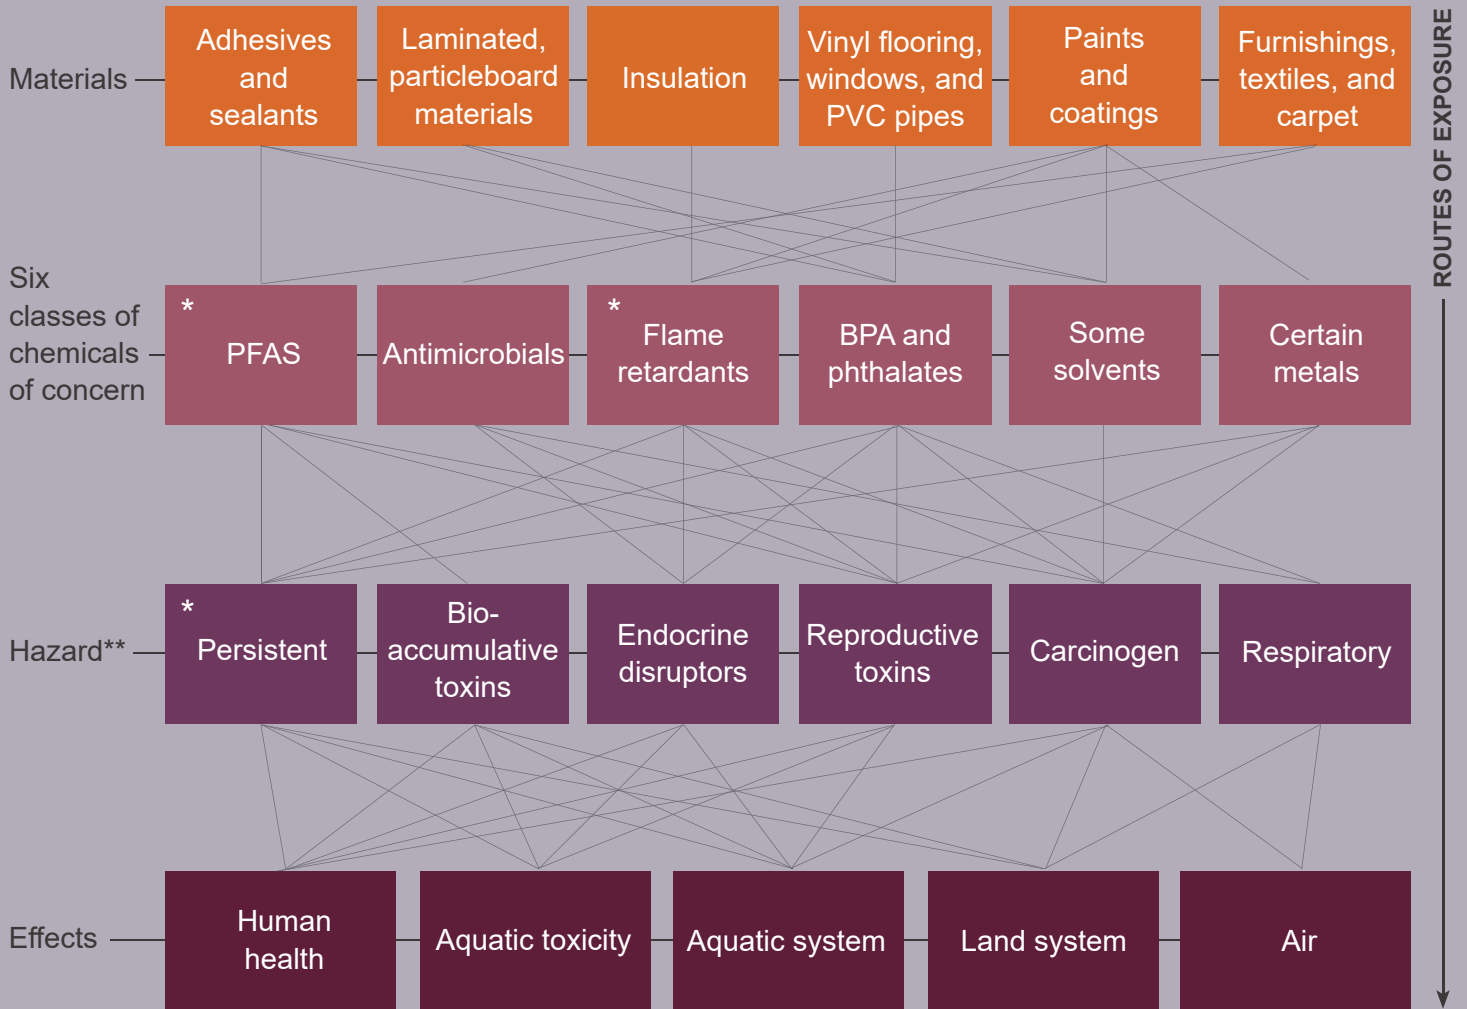 Materials
Adhesives
and
sealants
Laminated,
particleboard
materials
Insulation
Vinyl flooring,
windows, and
PVC pipes
Paints
and
coatings
Furnishings,
textiles, and
carpet
ROUTES OF EXPOSURE
Six
classes of
chemicals
of concern
*
PFAS
Antimicrobials
*
Flame
retardants
BPA and
phthalates
Some
solvents
Certain
metals
Hazard**
*
Persistent
Bio-
accumulative
toxins
Endocrine
disruptors
Reproductive
toxins
Carcinogen
Respiratory
Effects
Human
health
Aquatic toxicity
Aquatic system
Land system
Air